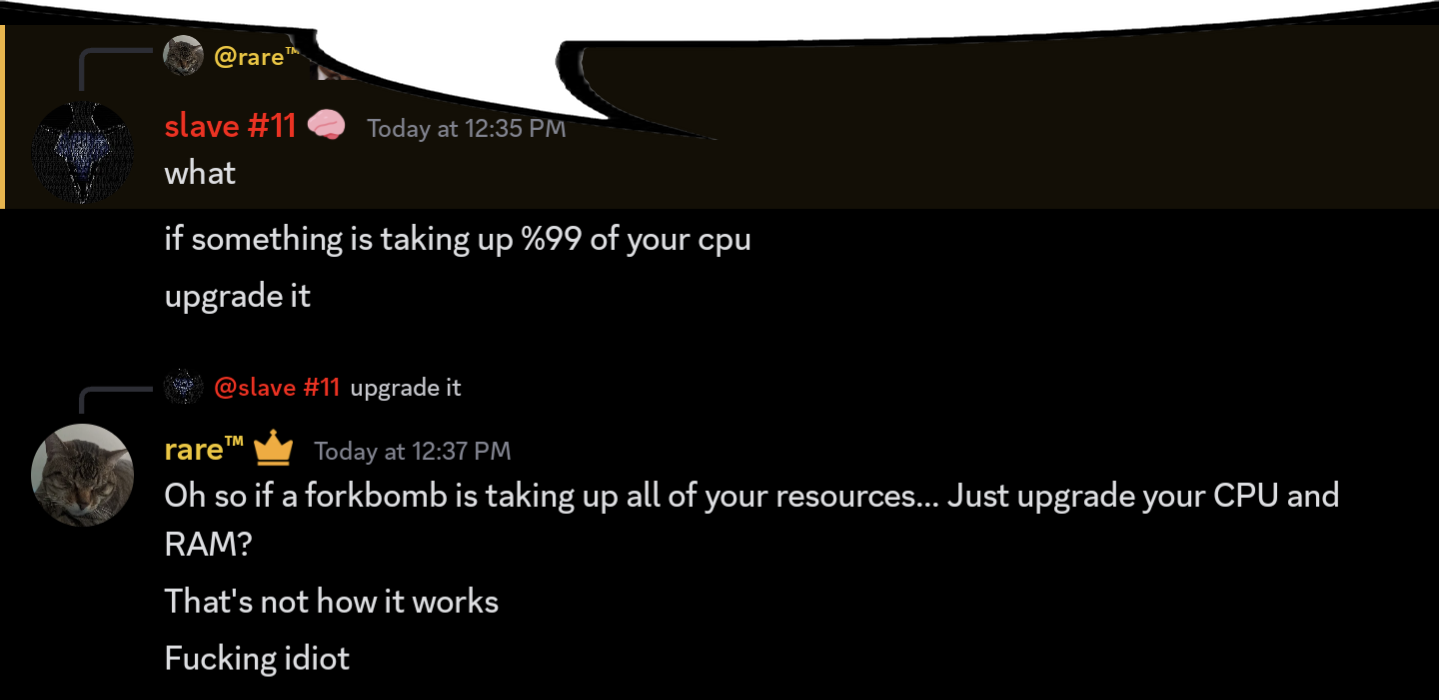 @rare™
slave #11 Today at 12:35 PM
what
if something is taking up %99 of your cpu
upgrade it
@slave #11 upgrade it
rare™ Today at 12:37 PM
Oh so if a forkbomb is taking up all of your resources... Just upgrade your CPU and
RAM?
That's not how it works
Fucking idiot